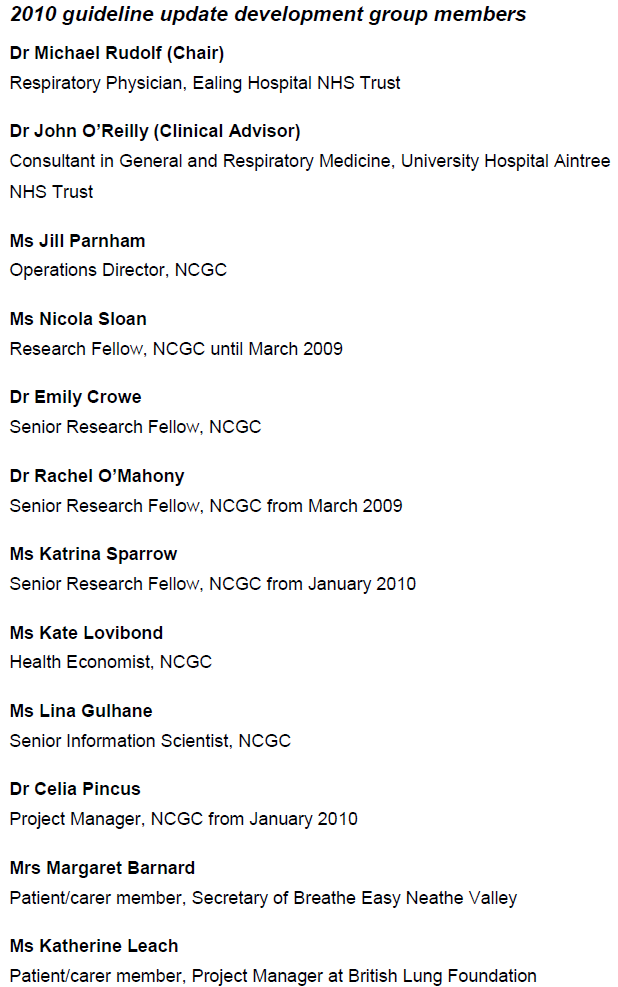 2010 guideline update development group members
Dr Michael Rudolf (Chair)
Respiratory Physician, Ealing Hospital NHS Trust
Dr John O’Reilly (Clinical Advisor)
Consultant in General and Respiratory Medicine, University Hospital Aintree
NHS Trust
Ms Jill Parnham
Operations Director, NCGC
Ms Nicola Sloan
Research Fellow, NCGC until March 2009
Dr Emily Crowe
Senior Research Fellow, NCGC
Dr Rachel O’Mahony
Senior Research Fellow, NCGC from March 2009
Ms Katrina Sparrow
Senior Research Fellow, NCGC from January 2010
Ms Kate Lovibond
Health Economist, NCGC
Ms Lina Gulhane
Senior Information Scientist, NCGC
Dr Celia Pincus
Project Manager, NCGC from January 2010
Mrs Margaret Barnard
Patient/carer member, Secretary of Breathe Easy Neathe Valley
Ms Katherine Leach
Patient/carer member, Project Manager at British Lung Foundation